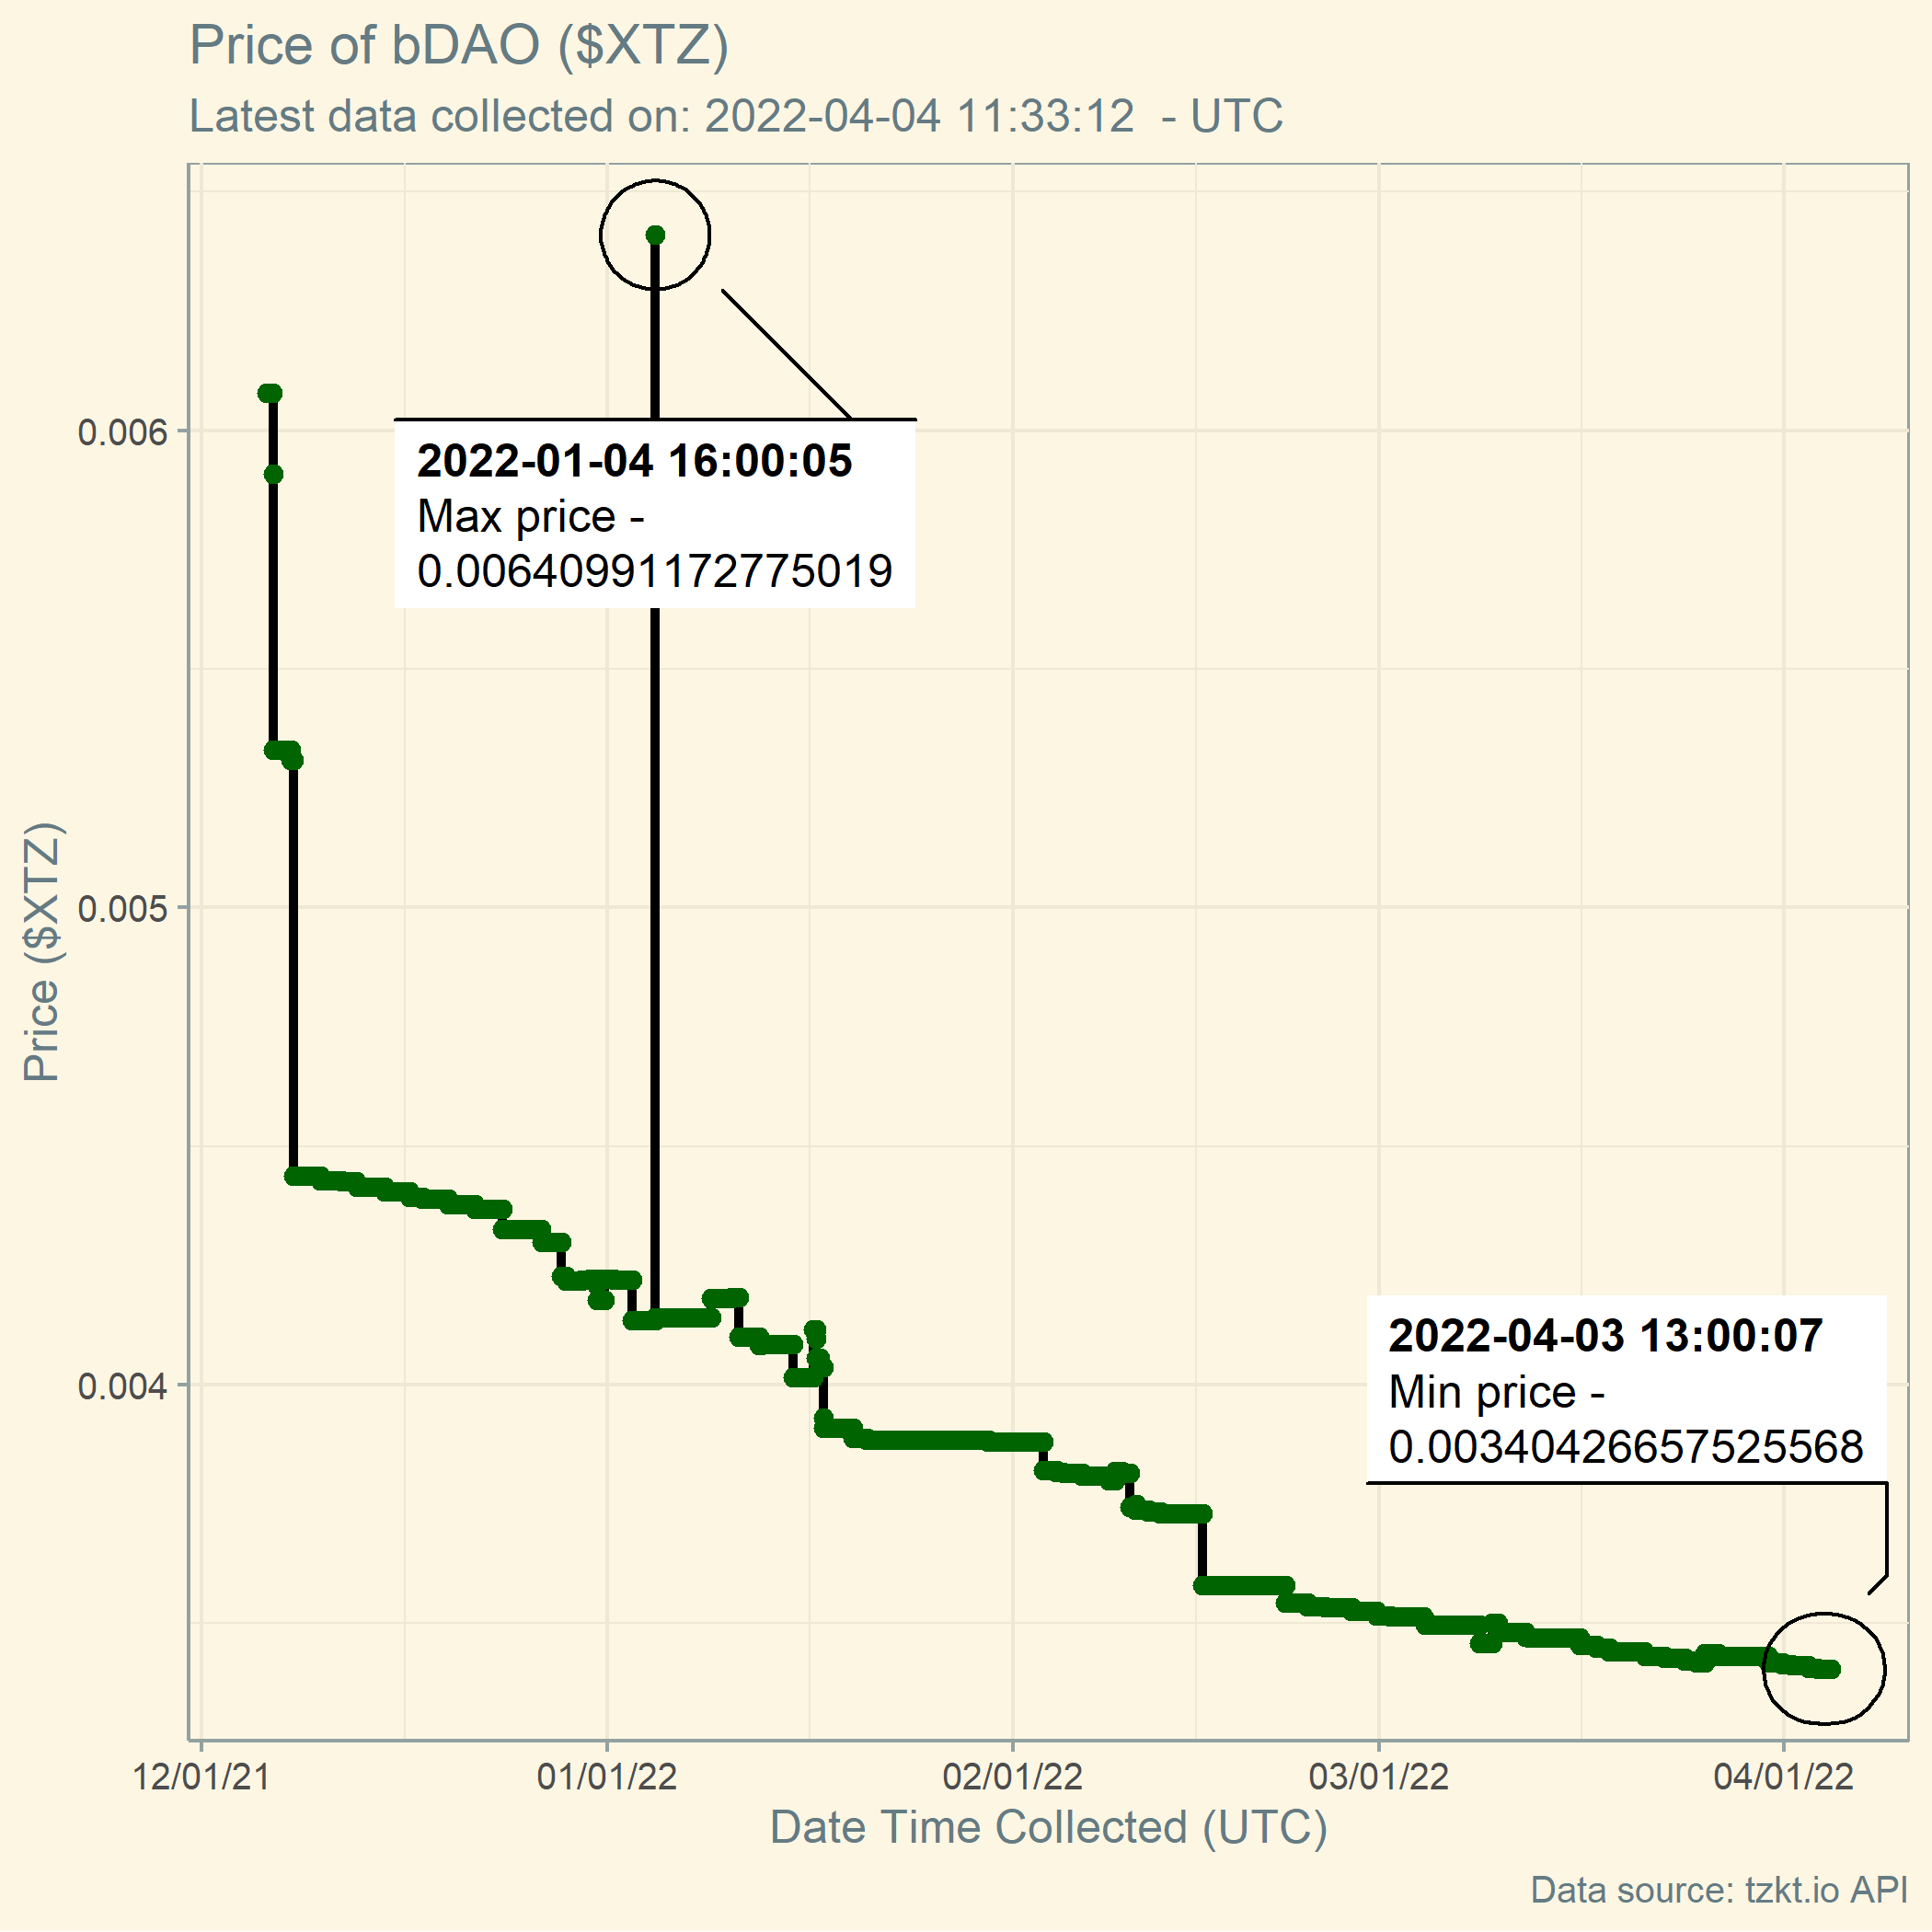 Price of bDAO ($XTZ)
Latest data collected on: 2022-04-04 11:33:12  - UTC
2022-01-04 16:00:05
Max price -
0.00640991172775019
2022-04-03 13:00:07
Min price -
0.00340426657525568
Price ($XTZ)
0.006
0.005
0.004
12/01/21
01/01/22
02/01/22
03/01/22
04/01/22
Date Time Collected (UTC)
Data source: tzkt.io API